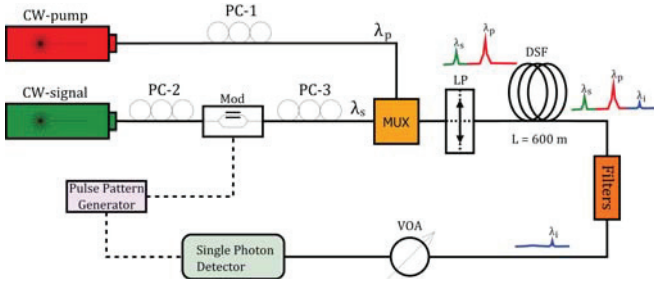 CW-pump
PC-1
λp
CW-signal
PC-2
Mod
PC-3
λs
MUX
λs
λp
LP
DSF
L = 600 m
λs
λp
λi
Filters
Pulse Pattern
Generator
Single Photon
Detector
VOA
λi